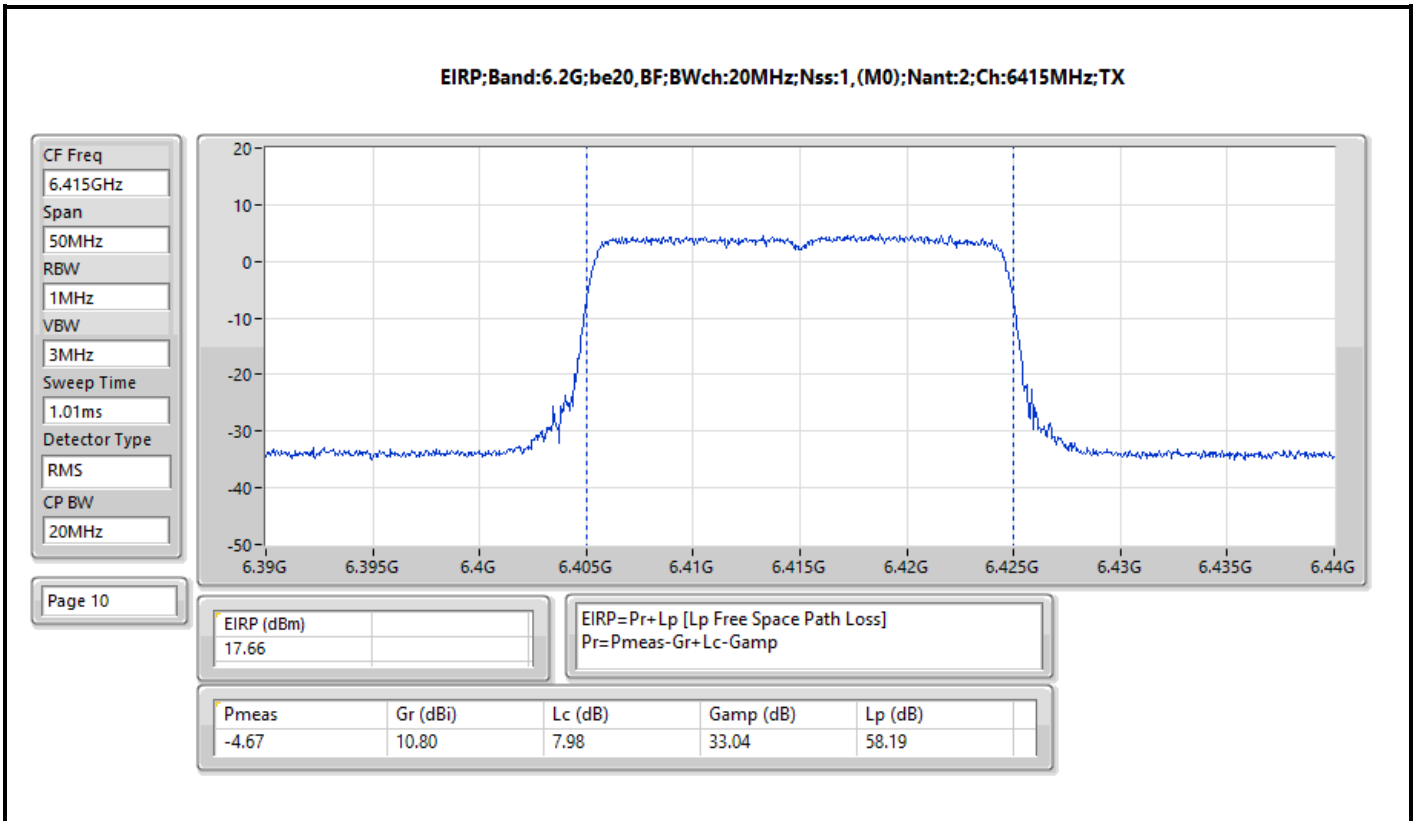 EIRP;Band:6.2G;be20,BF;BWch:20MHz;Nss:1,(M0);Nant:2;Ch:6415MHz;TX
CF Freq
6.415GHz
Span
50MHz
RBW
1MHz
VBW
3MHz
Sweep Time
1.01ms
Detector Type
RMS
CP BW
20MHz
Page 10
20
10
0
-10
-20
-30
-40
-50
6.39G 6.395G 6.4G 6.405G 6.41G 6.415G 6.42G 6.425G 6.43G 6.435G 6.44G
EIRP (dBm)
17.66
EIRP=Pr+Lp [Lp Free Space Path Loss]
Pr=Pmeas-Gr+Lc-Gamp
Pmeas Gr (dBi) Lc (dB) Gamp (dB) Lp (dB)
-4.67 10.80 7.98 33.04 58.19